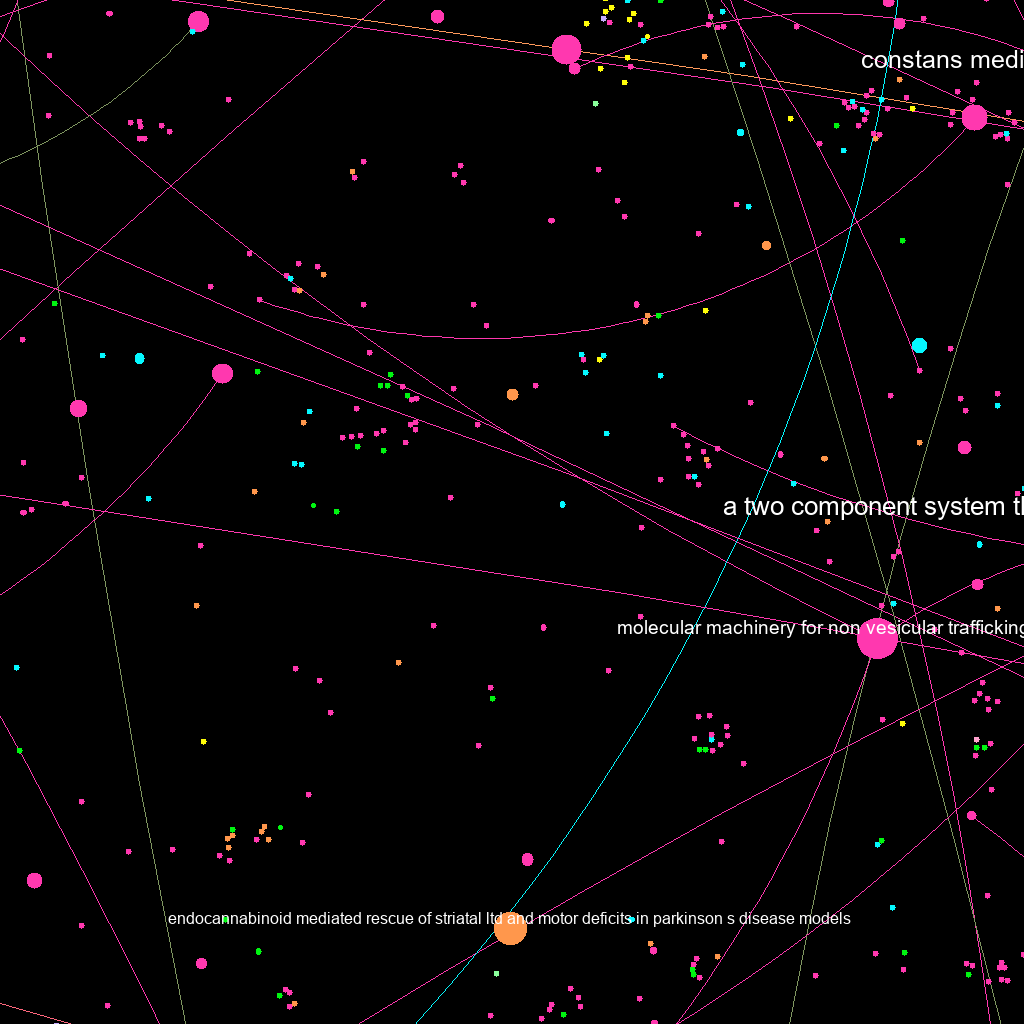 constans medi
a two component system th
molecular machinery for non vesicular trafficking
endocannabinoid mediated rescue of striatal ltd and motor deficits in parkinson s disease models